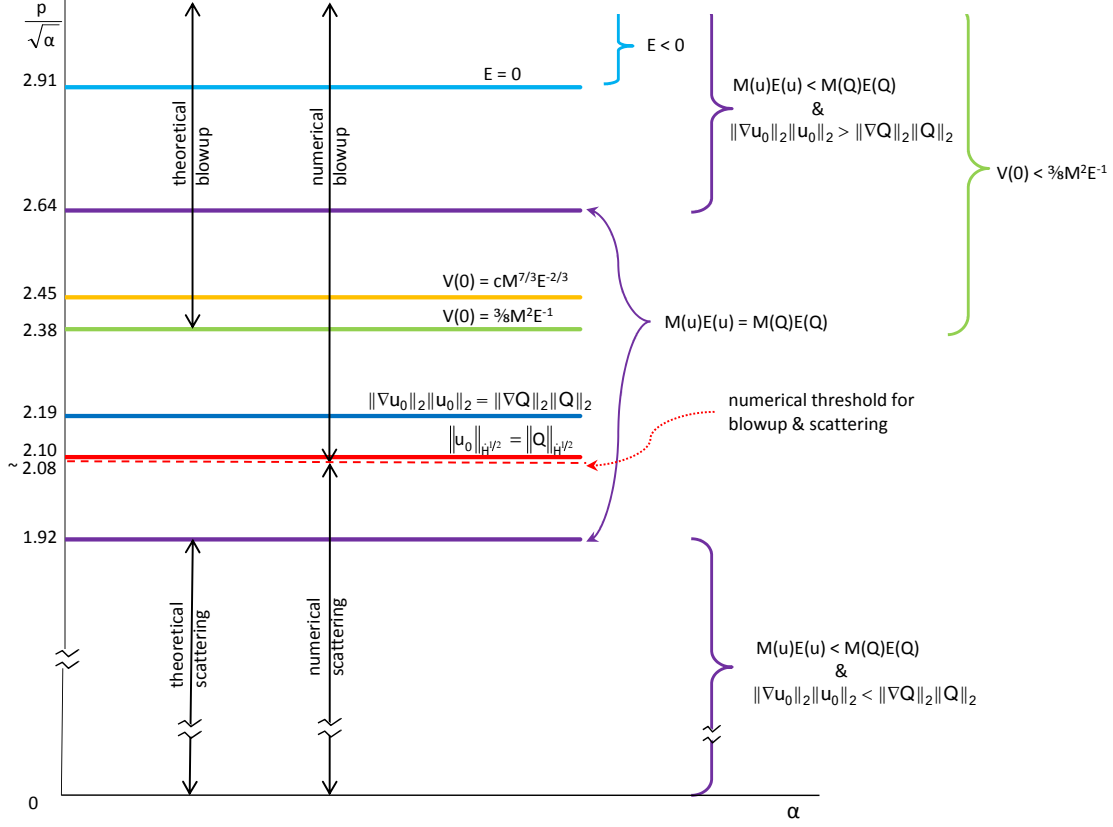 p
√α
E < 0
2.91
E = 0
M(u)E(u) < M(Q)E(Q)
&
‖∇u₀‖₂‖u₀‖₂ > ‖∇Q‖₂‖Q‖₂
theoretical
blowup
numerical
blowup
V(0) < ⅜M²E⁻¹
2.64
2.45
V(0) = cM^{7/3}E^{-2/3}
2.38
V(0) = ⅜M²E⁻¹
M(u)E(u) = M(Q)E(Q)
2.19
‖∇u₀‖₂‖u₀‖₂ = ‖∇Q‖₂‖Q‖₂
numerical threshold for
blowup & scattering
2.10
‖u₀‖_{Ḣ^{1/2}} = ‖Q‖_{Ḣ^{1/2}}
~2.08
1.92
theoretical
scattering
numerical
scattering
M(u)E(u) < M(Q)E(Q)
&
‖∇u₀‖₂‖u₀‖₂ < ‖∇Q‖₂‖Q‖₂
0
α